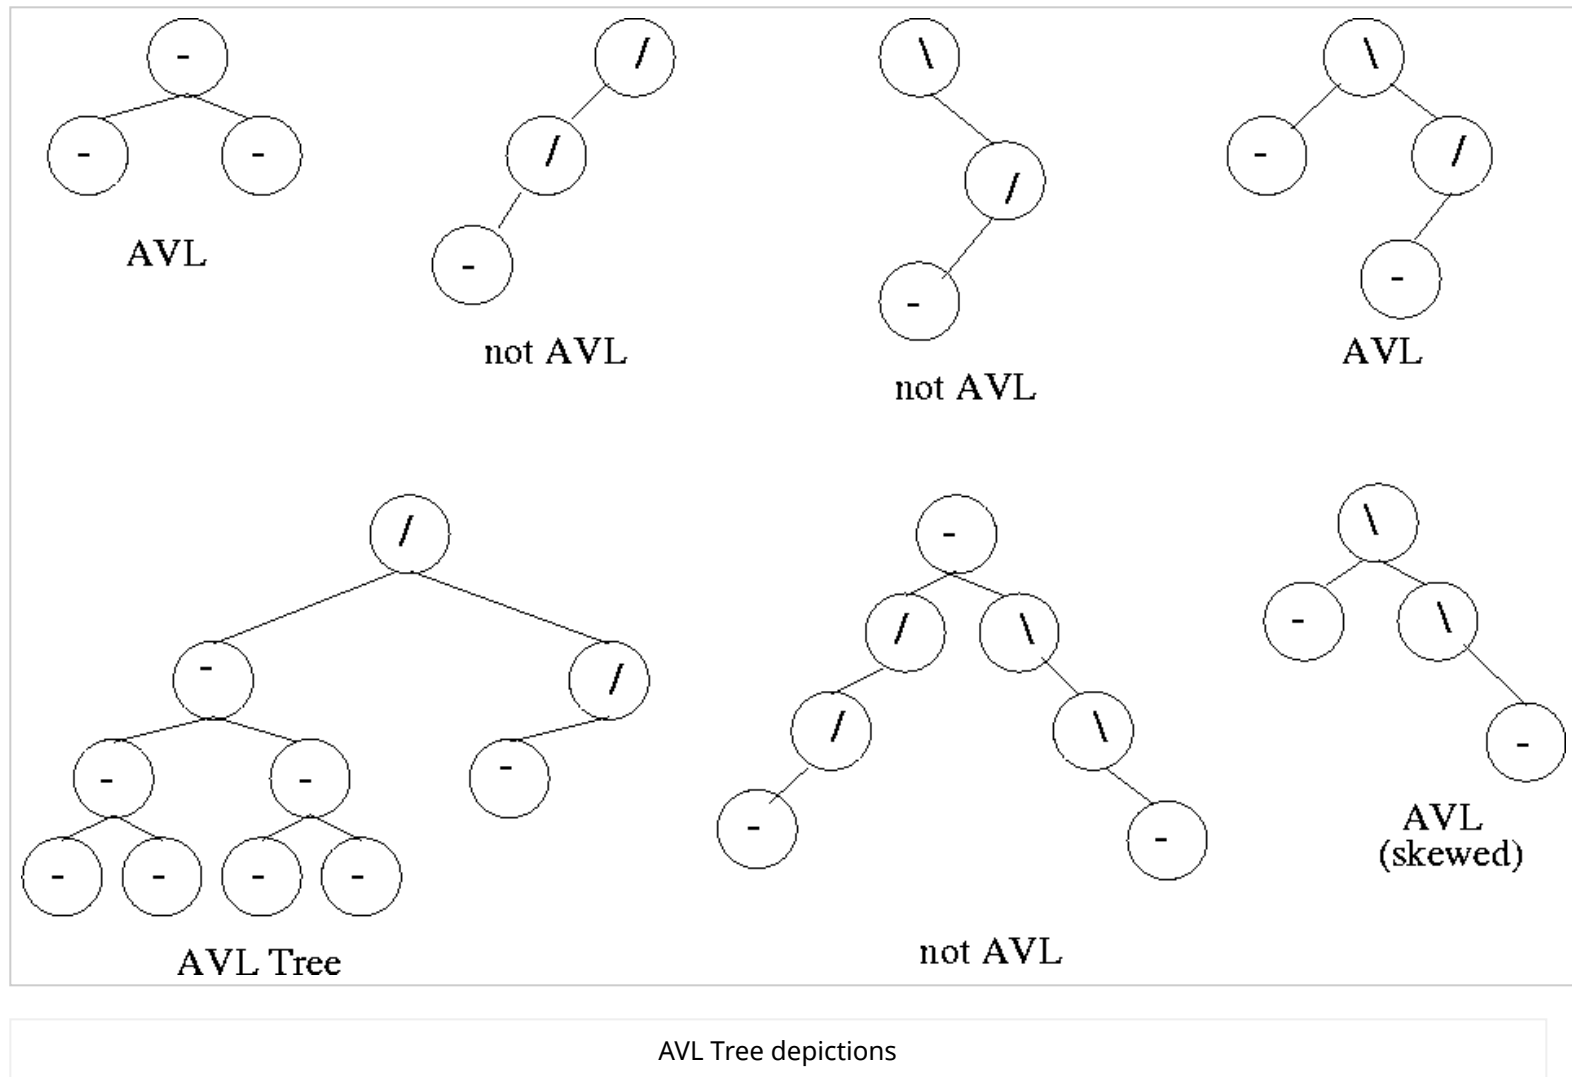 -
- -
AVL
/
/
-
not AVL
\
/
-
not AVL
\
- /
-
AVL
/
- /
- - -
- - - -
AVL Tree
-
/ \
/ \
- -
not AVL
\
- \
-
AVL
(skewed)
AVL Tree depictions